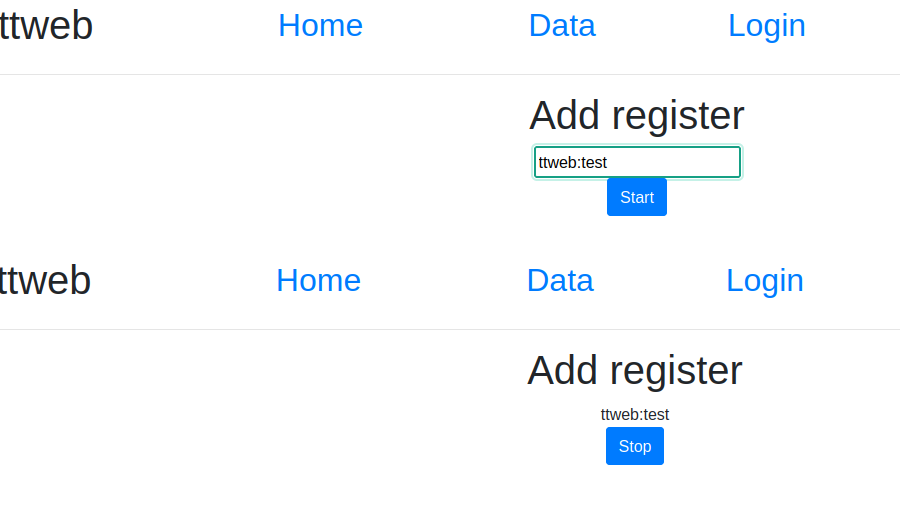 ttweb Home Data Login
Add register
ttweb:test
Start
ttweb Home Data Login
Add register
ttweb:test
Stop